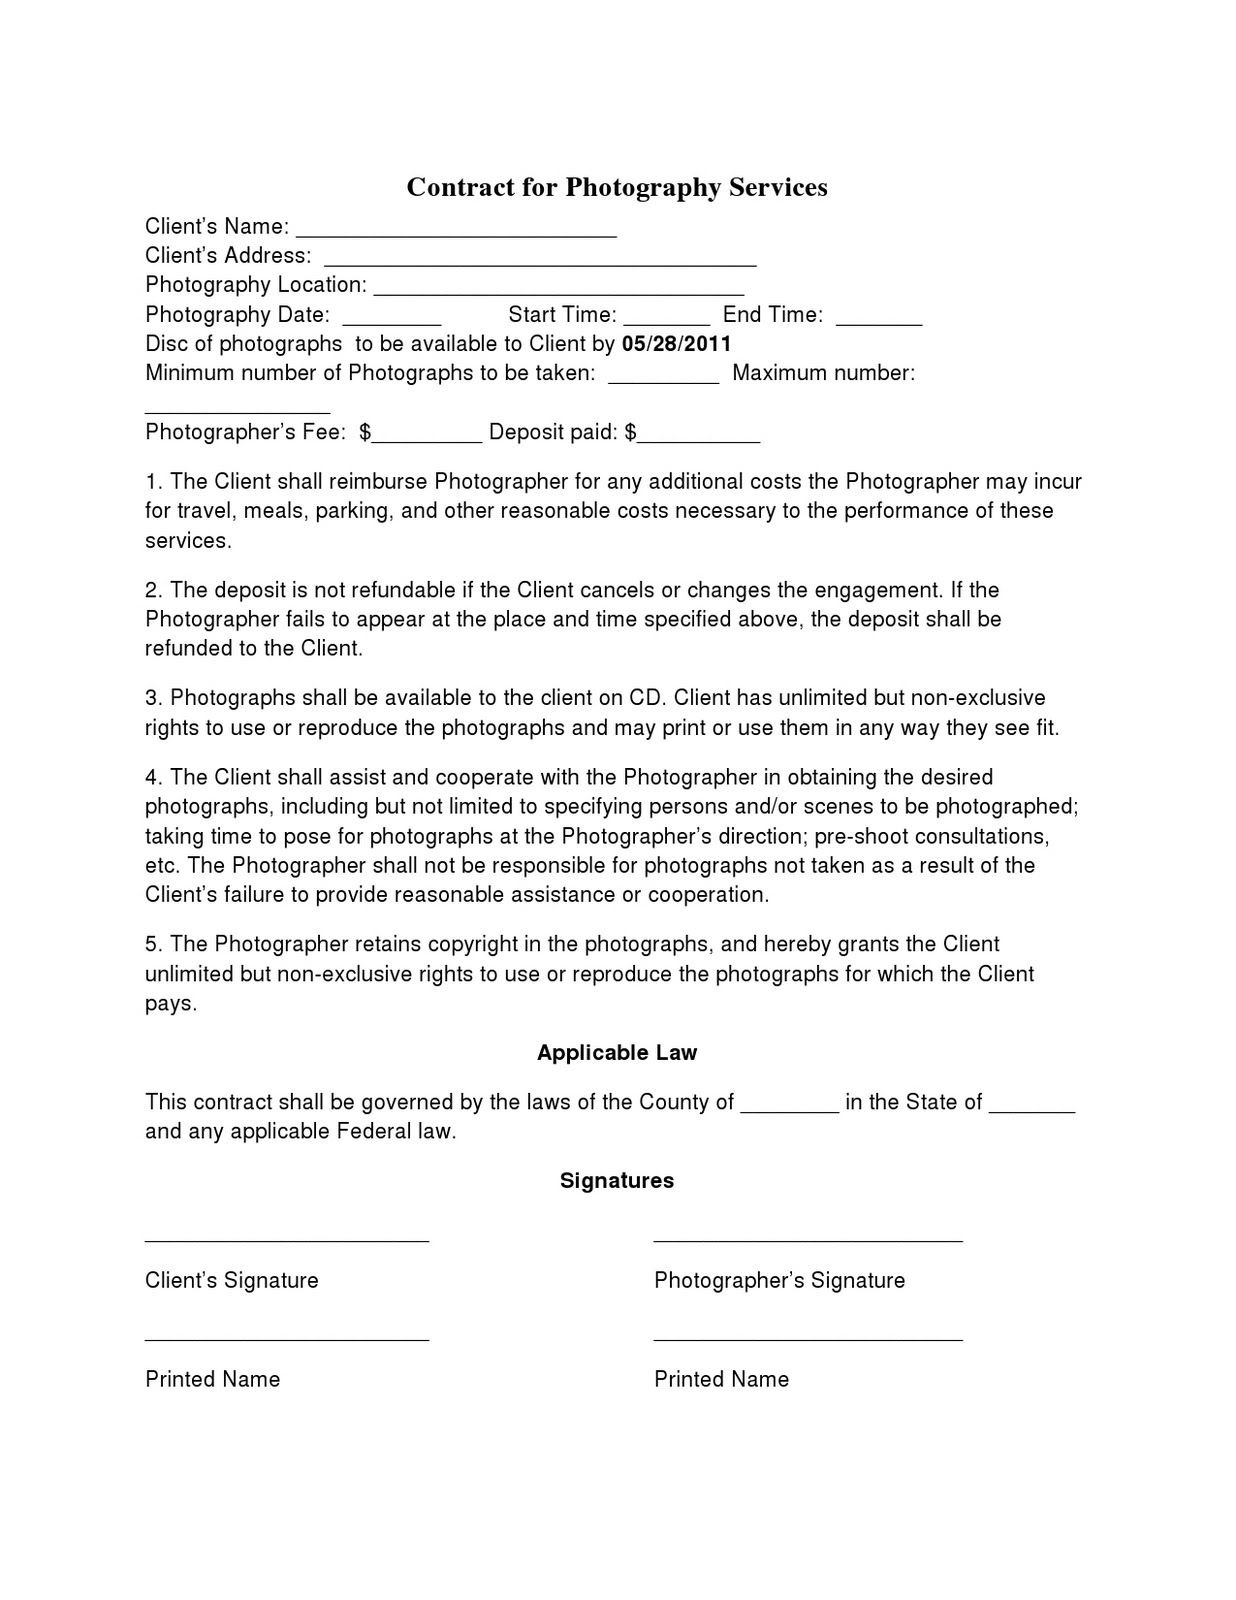 Contract for Photography Services
Client's Name: __________________________
Client's Address:  ___________________________________
Photography Location: ______________________________
Photography Date:  ________          Start Time: _______  End Time:  _______
Disc of photographs  to be available to Client by 05/28/2011
Minimum number of Photographs to be taken:  _________  Maximum number:
_______________
Photographer's Fee:  $_________ Deposit paid: $__________
1. The Client shall reimburse Photographer for any additional costs the Photographer may incur
for travel, meals, parking, and other reasonable costs necessary to the performance of these
services.
2. The deposit is not refundable if the Client cancels or changes the engagement. If the
Photographer fails to appear at the place and time specified above, the deposit shall be
refunded to the Client.
3. Photographs shall be available to the client on CD. Client has unlimited but non-exclusive
rights to use or reproduce the photographs and may print or use them in any way they see fit.
4. The Client shall assist and cooperate with the Photographer in obtaining the desired
photographs, including but not limited to specifying persons and/or scenes to be photographed;
taking time to pose for photographs at the Photographer's direction; pre-shoot consultations,
etc. The Photographer shall not be responsible for photographs not taken as a result of the
Client's failure to provide reasonable assistance or cooperation.
5. The Photographer retains copyright in the photographs, and hereby grants the Client
unlimited but non-exclusive rights to use or reproduce the photographs for which the Client
pays.
Applicable Law
This contract shall be governed by the laws of the County of ________ in the State of _______
and any applicable Federal law.
Signatures
_______________________          _________________________
Client's Signature          Photographer's Signature
_______________________          _________________________
Printed Name          Printed Name